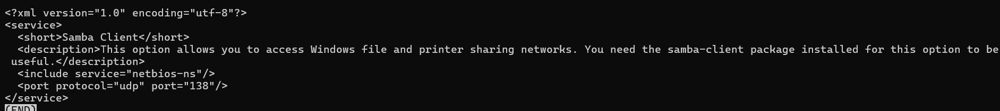 <?xml version="1.0" encoding="utf-8"?>
<service>
  <short>Samba Client</short>
  <description>This option allows you to access Windows file and printer sharing networks. You need the samba-client package installed for this option to be
 useful.</description>
  <include service="netbios-ns"/>
  <port protocol="udp" port="138"/>
</service>
(END)